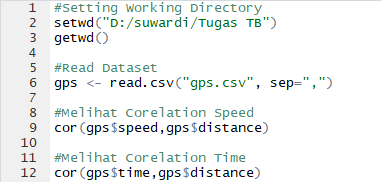 1 #Setting Working Directory
2 setwd("D:/suwardi/Tugas TB")
3 getwd()
4
5 #Read Dataset
6 gps <- read.csv("gps.csv", sep=",")
7
8 #Melihat Corelation Speed
9 cor(gps$speed,gps$distance)
10
11 #Melihat Corelation Time
12 cor(gps$time,gps$distance)